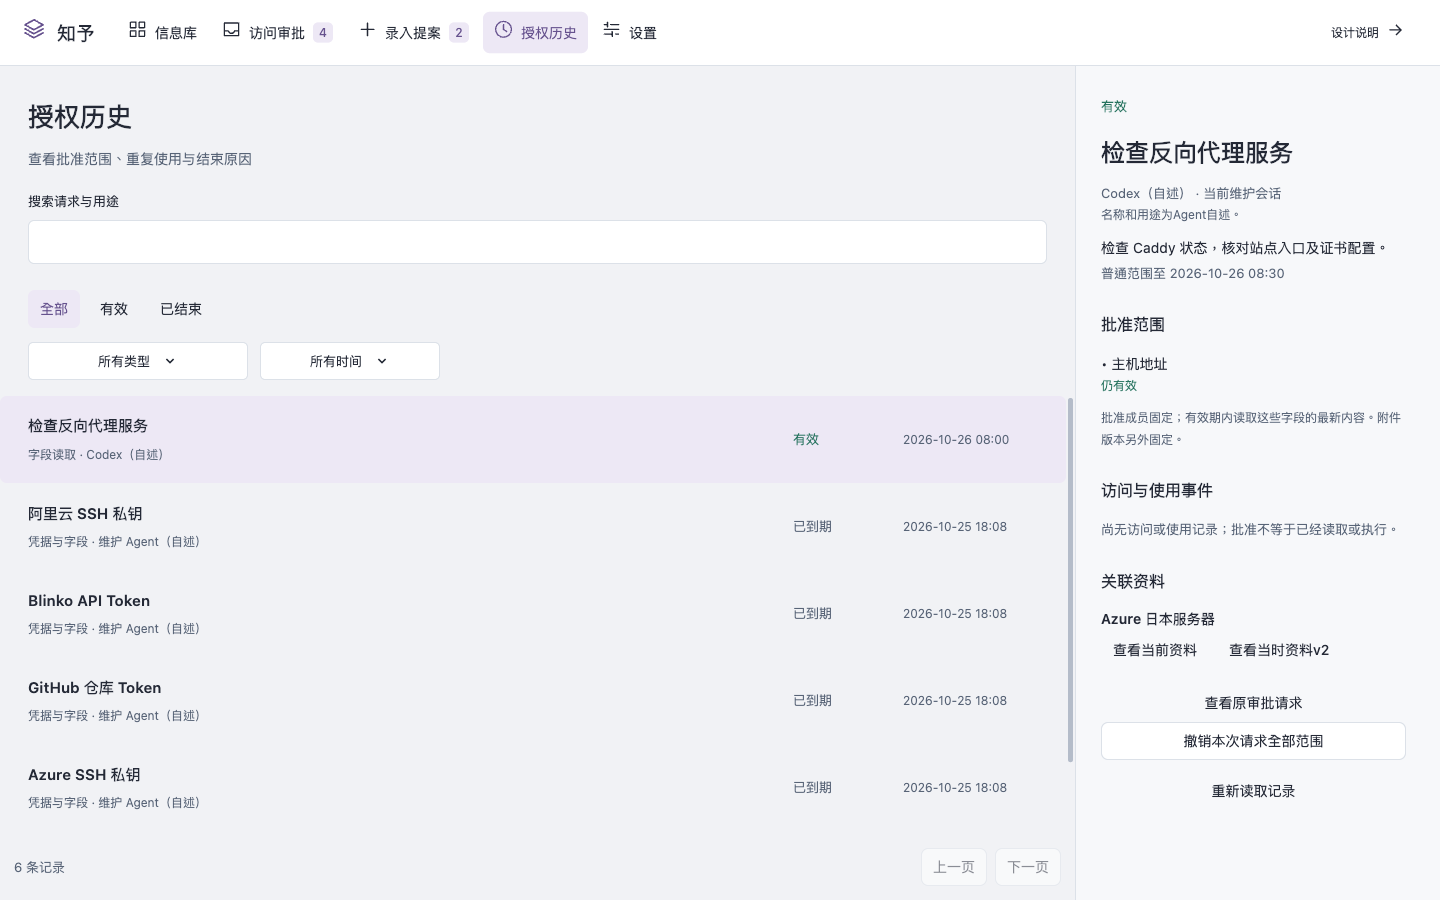 知予
信息库
访问审批 4
录入提案 2
授权历史
设置
设计说明
授权历史
查看批准范围、重复使用与结束原因
搜索请求与用途
全部
有效
已结束
所有类型
所有时间
检查反向代理服务
字段读取 · Codex（自述）
有效
2026-10-26 08:00
阿里云 SSH 私钥
凭据与字段 · 维护 Agent（自述）
已到期
2026-10-25 18:08
Blinko API Token
凭据与字段 · 维护 Agent（自述）
已到期
2026-10-25 18:08
GitHub 仓库 Token
凭据与字段 · 维护 Agent（自述）
已到期
2026-10-25 18:08
Azure SSH 私钥
凭据与字段 · 维护 Agent（自述）
已到期
2026-10-25 18:08
6 条记录
上一页
下一页
有效
检查反向代理服务
Codex（自述） · 当前维护会话
名称和用途为Agent自述。
检查 Caddy 状态，核对站点入口及证书配置。
普通范围至 2026-10-26 08:30
批准范围
• 主机地址
仍有效
批准成员固定；有效期内读取这些字段的最新内容。附件
版本另外固定。
访问与使用事件
尚无访问或使用记录；批准不等于已经读取或执行。
关联资料
Azure 日本服务器
查看当前资料
查看当时资料v2
查看原审批请求
撤销本次请求全部范围
重新读取记录